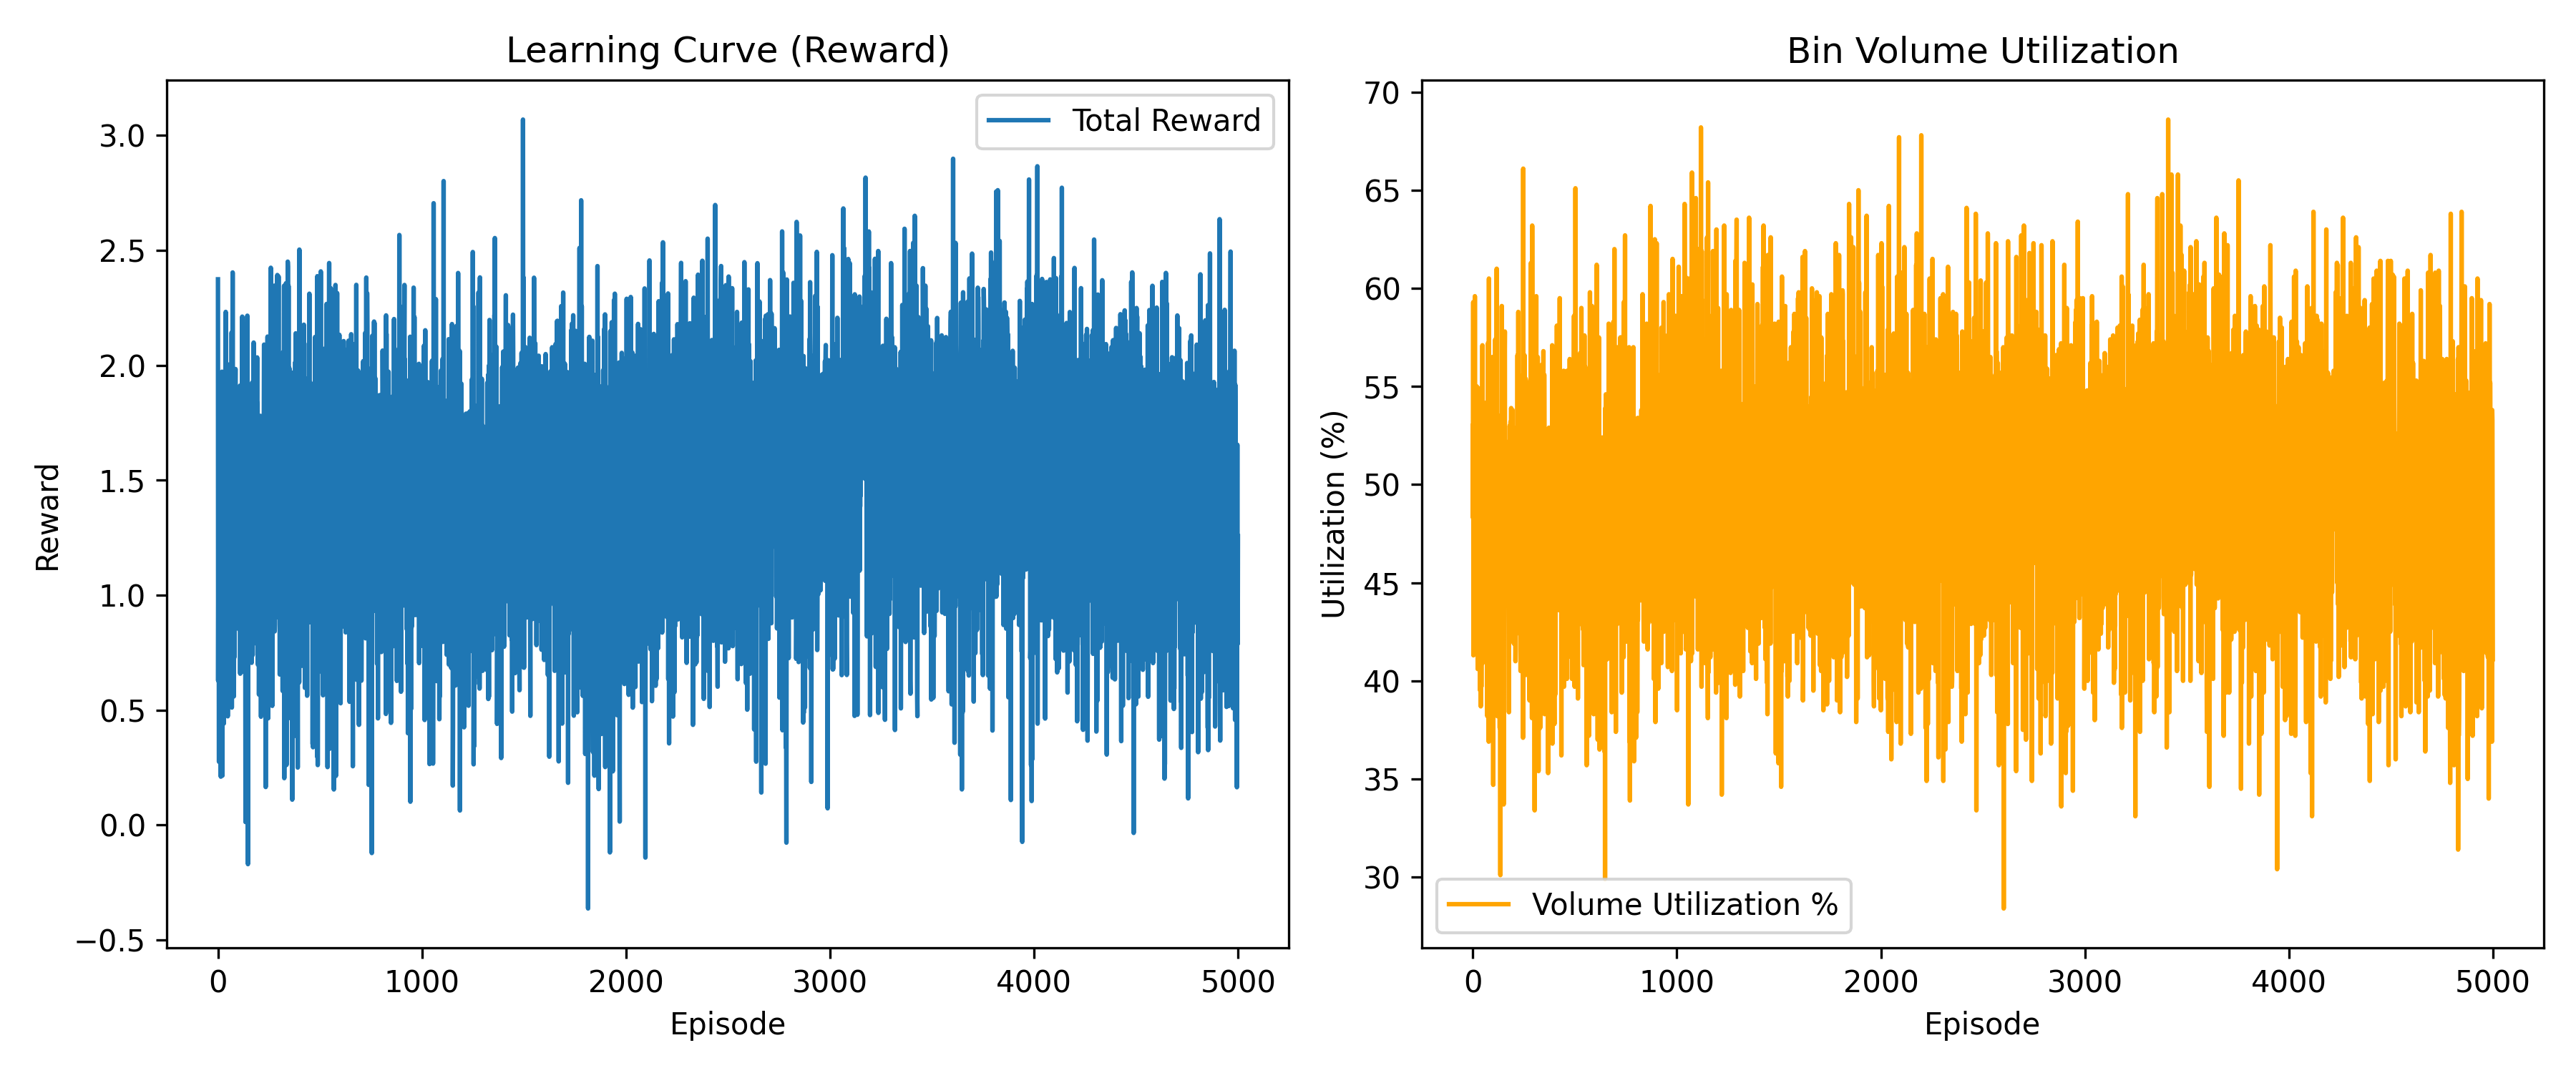 Learning Curve (Reward)
Total Reward
Reward
3.0
2.5
2.0
1.5
1.0
0.5
0.0
−0.5
0 1000 2000 3000 4000 5000
Episode
Bin Volume Utilization
Utilization (%)
70
65
60
55
50
45
40
35
30
Volume Utilization %
0 1000 2000 3000 4000 5000
Episode